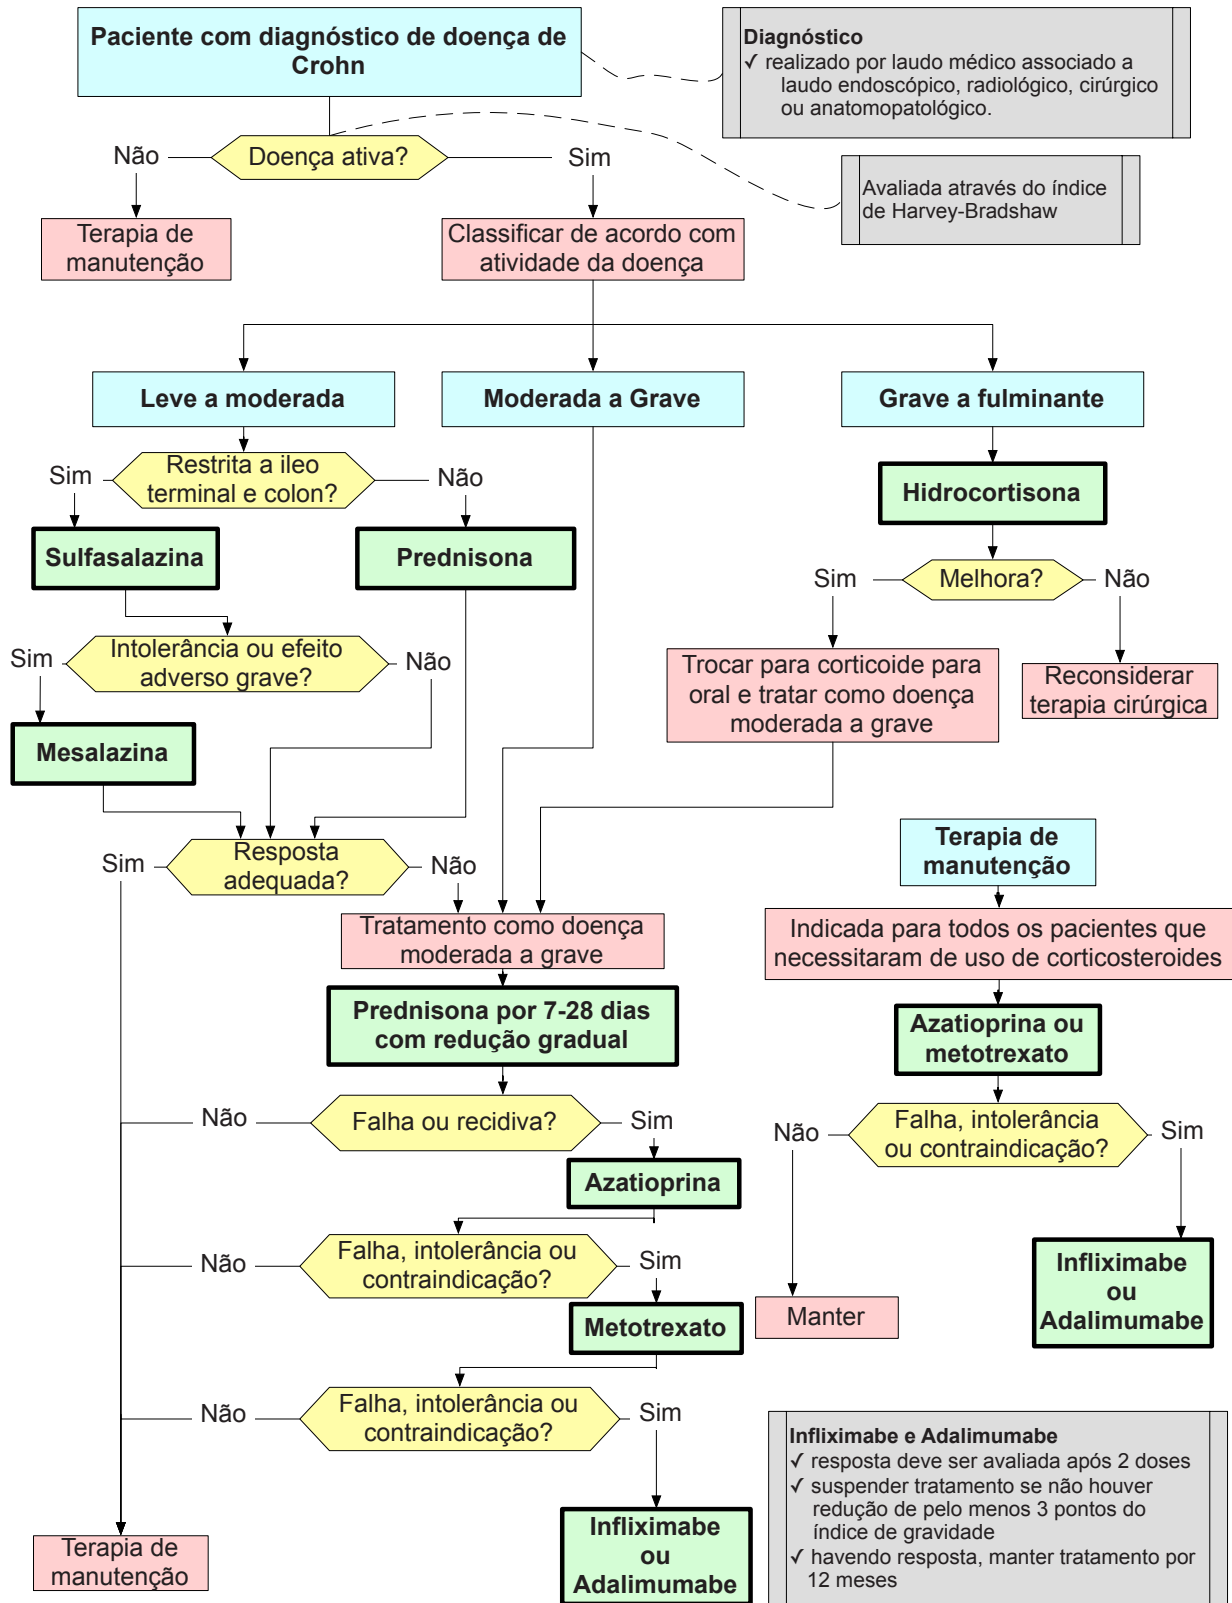 Paciente com diagnóstico de doença de
Crohn
Diagnóstico
✓ realizado por laudo médico associado a
laudo endoscópico, radiológico, cirúrgico
ou anatomopatológico.
Não
Doença ativa?
Sim
Avaliada através do índice
de Harvey-Bradshaw
Terapia de
manutenção
Classificar de acordo com
atividade da doença
Leve a moderada
Moderada a Grave
Grave a fulminante
Sim
Restrita a ileo
terminal e colon?
Não
Hidrocortisona
Sulfasalazina
Prednisona
Sim
Melhora?
Não
Sim
Intolerância ou efeito
adverso grave?
Não
Trocar para corticoide para
oral e tratar como doença
moderada a grave
Reconsiderar
terapia cirúrgica
Mesalazina
Sim
Resposta
adequada?
Não
Terapia de
manutenção
Tratamento como doença
moderada a grave
Indicada para todos os pacientes que
necessitaram de uso de corticosteroides
Prednisona por 7-28 dias
com redução gradual
Azatioprina ou
metotrexato
Não
Falha ou recidiva?
Sim
Não
Falha, intolerância
ou contraindicação?
Sim
Azatioprina
Não
Falha, intolerância ou
contraindicação?
Sim
Infliximabe
ou
Adalimumabe
Manter
Metotrexato
Não
Falha, intolerância ou
contraindicação?
Sim
Infliximabe e Adalimumabe
✓ resposta deve ser avaliada após 2 doses
✓ suspender tratamento se não houver
redução de pelo menos 3 pontos do
índice de gravidade
✓ havendo resposta, manter tratamento por
12 meses
Terapia de
manutenção
Infliximabe
ou
Adalimumabe